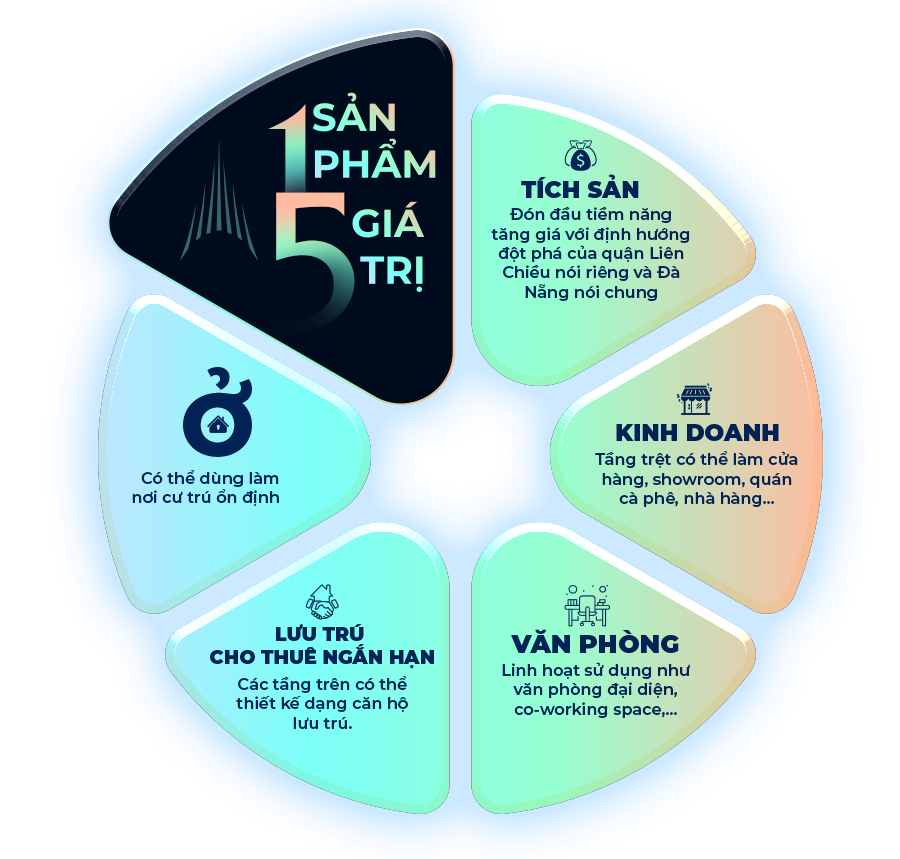 1 SẢN
PHẨM
5 GIÁ
TRỊ
TÍCH SẢN
Đón đầu tiềm năng
tăng giá với định hướng
đột phá của quận Liên
Chiểu nói riêng và Đà
Nẵng nói chung
KINH DOANH
Tầng trệt có thể làm cửa
hàng, showroom, quán
cà phê, nhà hàng...
VĂN PHÒNG
Linh hoạt sử dụng như
văn phòng đại diện,
co-working space,...
LƯU TRÚ
CHO THUÊ NGẮN HẠN
Các tầng trên có thể
thiết kế dạng căn hộ
lưu trú.
Ở
Có thể dùng làm
nơi cư trú ổn định